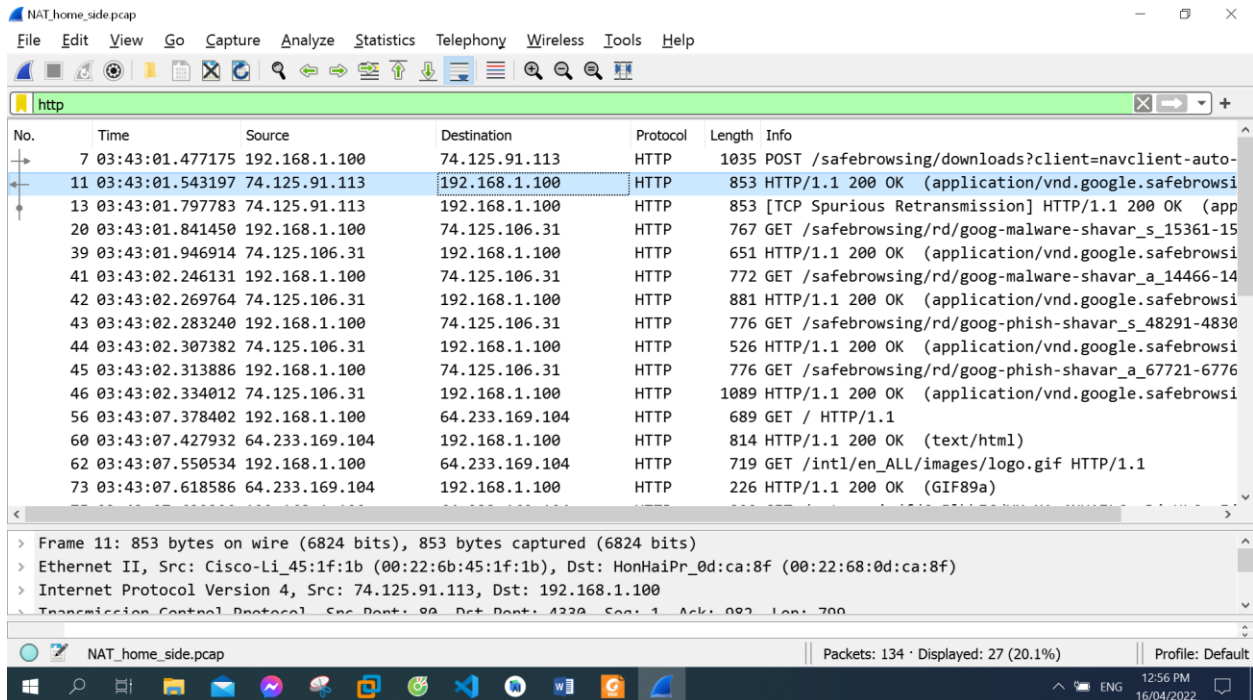 NAT_home_side.pcap
File Edit View Go Capture Analyze Statistics Telephony Wireless Tools Help
http
No. Time Source Destination Protocol Length Info
7 03:43:01.477175 192.168.1.100 74.125.91.113 HTTP 1035 POST /safebrowsing/downloads?client=navclient-auto-
11 03:43:01.543197 74.125.91.113 192.168.1.100 HTTP 853 HTTP/1.1 200 OK (application/vnd.google.safebrowsi
13 03:43:01.797783 74.125.91.113 192.168.1.100 HTTP 853 [TCP Spurious Retransmission] HTTP/1.1 200 OK (app
20 03:43:01.841450 192.168.1.100 74.125.106.31 HTTP 767 GET /safebrowsing/rd/goog-malware-shavar_s_15361-15
39 03:43:01.946914 74.125.106.31 192.168.1.100 HTTP 651 HTTP/1.1 200 OK (application/vnd.google.safebrowsi
41 03:43:02.246131 192.168.1.100 74.125.106.31 HTTP 772 GET /safebrowsing/rd/goog-malware-shavar_a_14466-14
42 03:43:02.269764 74.125.106.31 192.168.1.100 HTTP 881 HTTP/1.1 200 OK (application/vnd.google.safebrowsi
43 03:43:02.283240 192.168.1.100 74.125.106.31 HTTP 776 GET /safebrowsing/rd/goog-phish-shavar_s_48291-4830
44 03:43:02.307382 74.125.106.31 192.168.1.100 HTTP 526 HTTP/1.1 200 OK (application/vnd.google.safebrowsi
45 03:43:02.313886 192.168.1.100 74.125.106.31 HTTP 776 GET /safebrowsing/rd/goog-phish-shavar_a_67721-6776
46 03:43:02.334012 74.125.106.31 192.168.1.100 HTTP 1089 HTTP/1.1 200 OK (application/vnd.google.safebrowsi
56 03:43:07.378402 192.168.1.100 64.233.169.104 HTTP 689 GET / HTTP/1.1
60 03:43:07.427932 64.233.169.104 192.168.1.100 HTTP 814 HTTP/1.1 200 OK (text/html)
62 03:43:07.550534 192.168.1.100 64.233.169.104 HTTP 719 GET /intl/en_ALL/images/logo.gif HTTP/1.1
73 03:43:07.618586 64.233.169.104 192.168.1.100 HTTP 226 HTTP/1.1 200 OK (GIF89a)
Frame 11: 853 bytes on wire (6824 bits), 853 bytes captured (6824 bits)
Ethernet II, Src: Cisco-Li_45:1f:1b (00:22:6b:45:1f:1b), Dst: HonHaiPr_0d:ca:8f (00:22:68:0d:ca:8f)
Internet Protocol Version 4, Src: 74.125.91.113, Dst: 192.168.1.100
Transmission Control Protocol, Src Port: 80, Dst Port: 4330, Seq: 1, Ack: 982, Len: 799
NAT_home_side.pcap Packets: 134 · Displayed: 27 (20.1%) Profile: Default
ENG 12:56 PM
16/04/2022